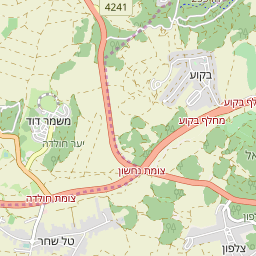 4241
בקוע
מחלף בקוע
מחלף בקוע
משמר דוד
יער חולדה
צומת נחשון
צומת חולדה
טל שחר
צלפון